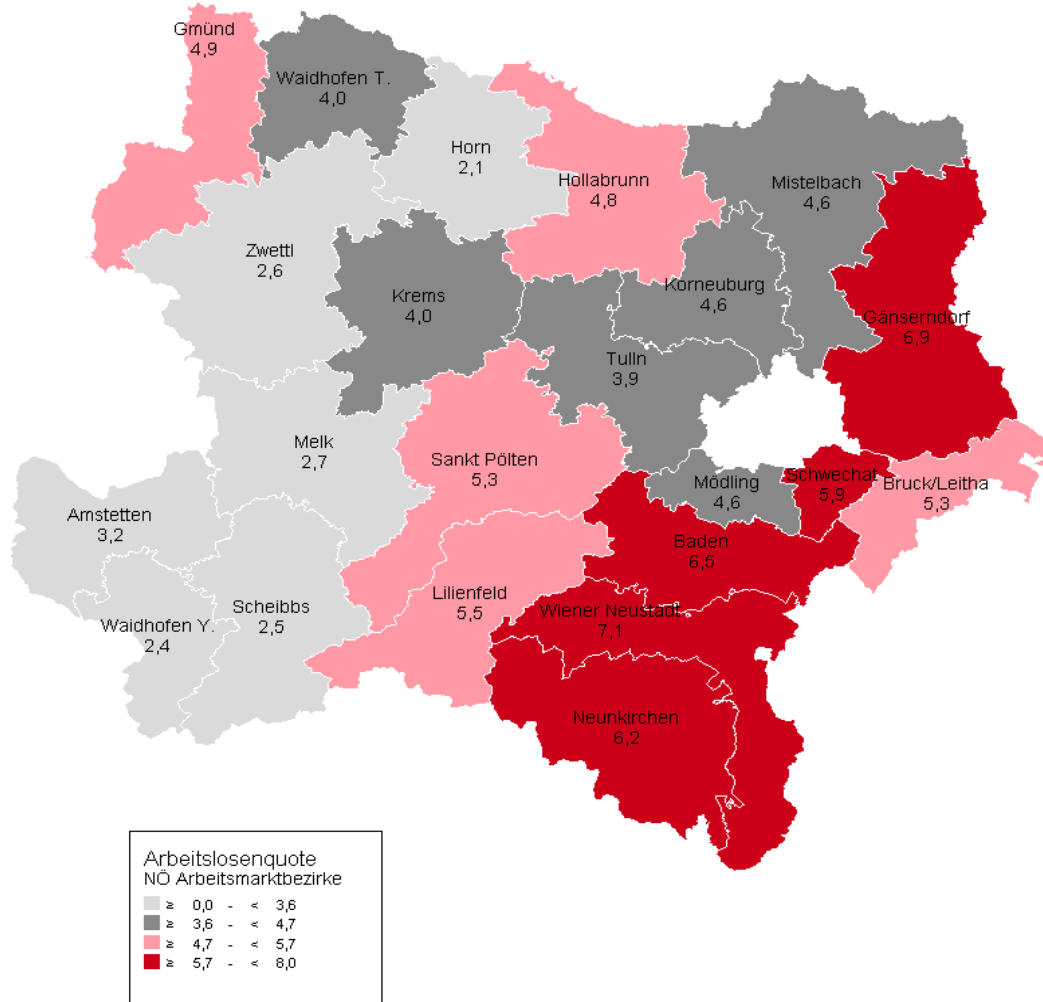 Gmünd
4,9
Waidhofen T.
4,0
Horn
2,1
Hollabrunn
4,8
Mistelbach
4,6
Zwettl
2,6
Krems
4,0
Korneuburg
4,6
Gänserndorf
6,9
Tulln
3,9
Melk
2,7
Sankt Pölten
5,3
Mödling
4,6
Schwechat
5,9
Bruck/Leitha
5,3
Amstetten
3,2
Baden
6,5
Lilienfeld
5,5
Scheibbs
2,5
Wiener Neustadt
7,1
Waidhofen Y.
2,4
Neunkirchen
6,2
Arbeitslosenquote
NÖ Arbeitsmarktbezirke
≥ 0,0 - < 3,6
≥ 3,6 - < 4,7
≥ 4,7 - < 5,7
≥ 5,7 - < 8,0